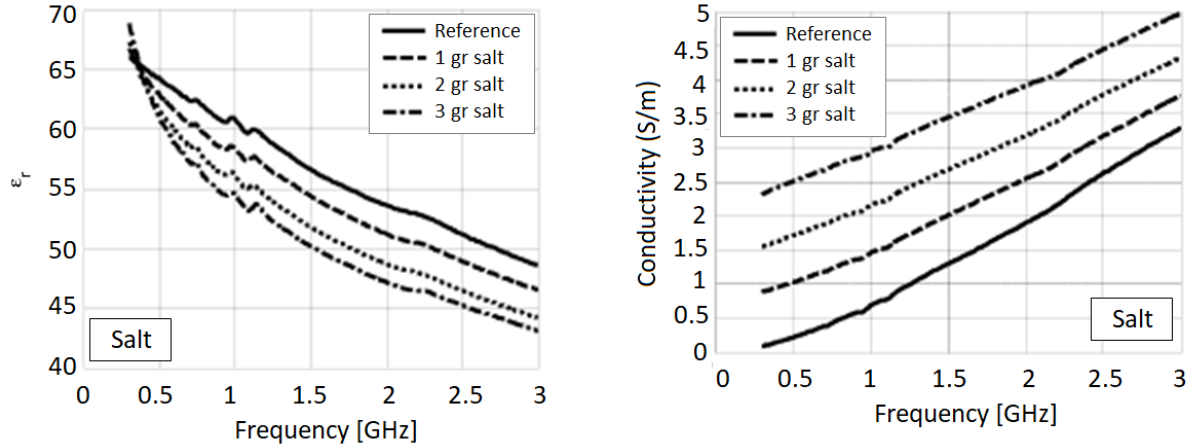 70
65
60
55
50
45
40
εr
Reference
1 gr salt
2 gr salt
3 gr salt
Salt
0 0.5 1 1.5 2 2.5 3
Frequency [GHz]
5
4.5
4
3.5
3
2.5
2
1.5
1
0.5
0
Conductivity (S/m)
Reference
1 gr salt
2 gr salt
3 gr salt
Salt
0 0.5 1 1.5 2 2.5 3
Frequency [GHz]